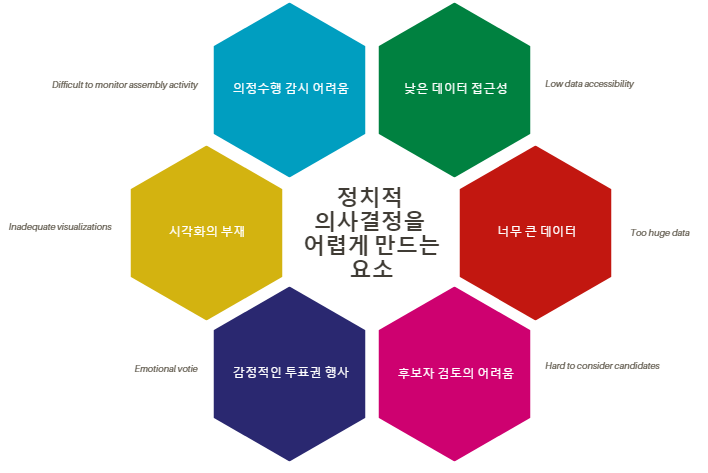 Difficult to monitor assembly activity
의정수행 감시 어려움
낮은 데이터 접근성
Low data accessibility
정치적
의사결정을
어렵게 만드는
요소
Inadequate visualizations
시각화의 부재
너무 큰 데이터
Too huge data
Emotional votie
감정적인 투표권 행사
후보자 검토의 어려움
Hard to consider candidates